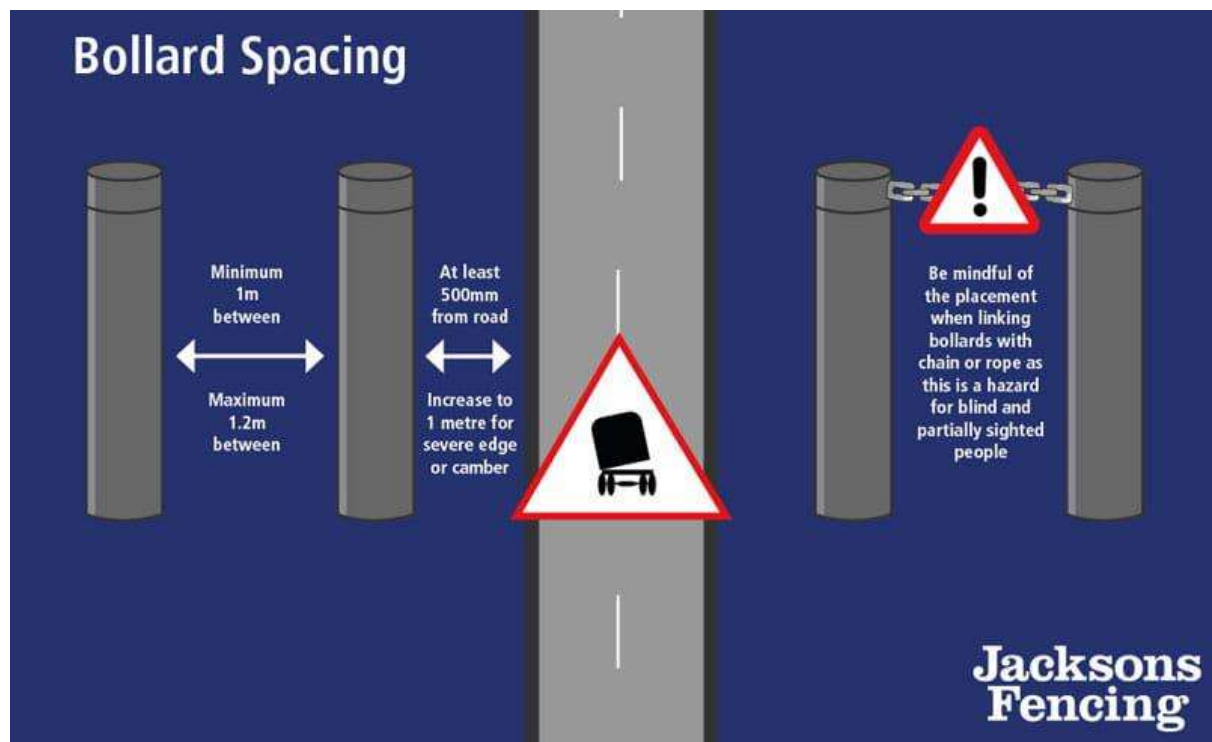 Bollard Spacing
Minimum
1m
between
Maximum
1.2m
between
At least
500mm
from road
Increase to
1 metre for
severe edge
or camber
!
Be mindful of
the placement
when linking
bollards with
chain or rope as
this is a hazard
for blind and
partially sighted
people
Jacksons
Fencing